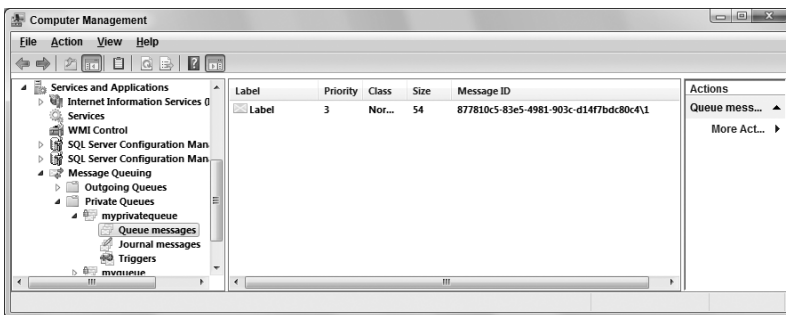 Computer Management
File Action View Help
Services and Applications
Internet Information Services (I
Services
WMI Control
SQL Server Configuration Man
SQL Server Configuration Man
Message Queuing
Outgoing Queues
Private Queues
myprivatequeue
Queue messages
Journal messages
Triggers
myqueue
Label Priority Class Size Message ID
Label 3 Nor... 54 877810c5-83e5-4981-903c-d14f7bdc80c4\1
Actions
Queue mess...
More Act...